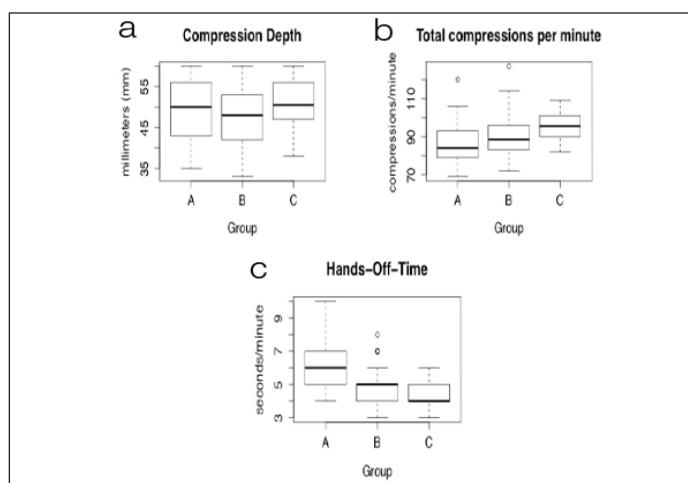 a
Compression Depth
millimeters (mm)
55
45
35
A B C
Group
b
Total compressions per minute
compressions/minute
110
90
70
A B C
Group
c
Hands-Off-Time
seconds/minute
9
7
5
3
A B C
Group